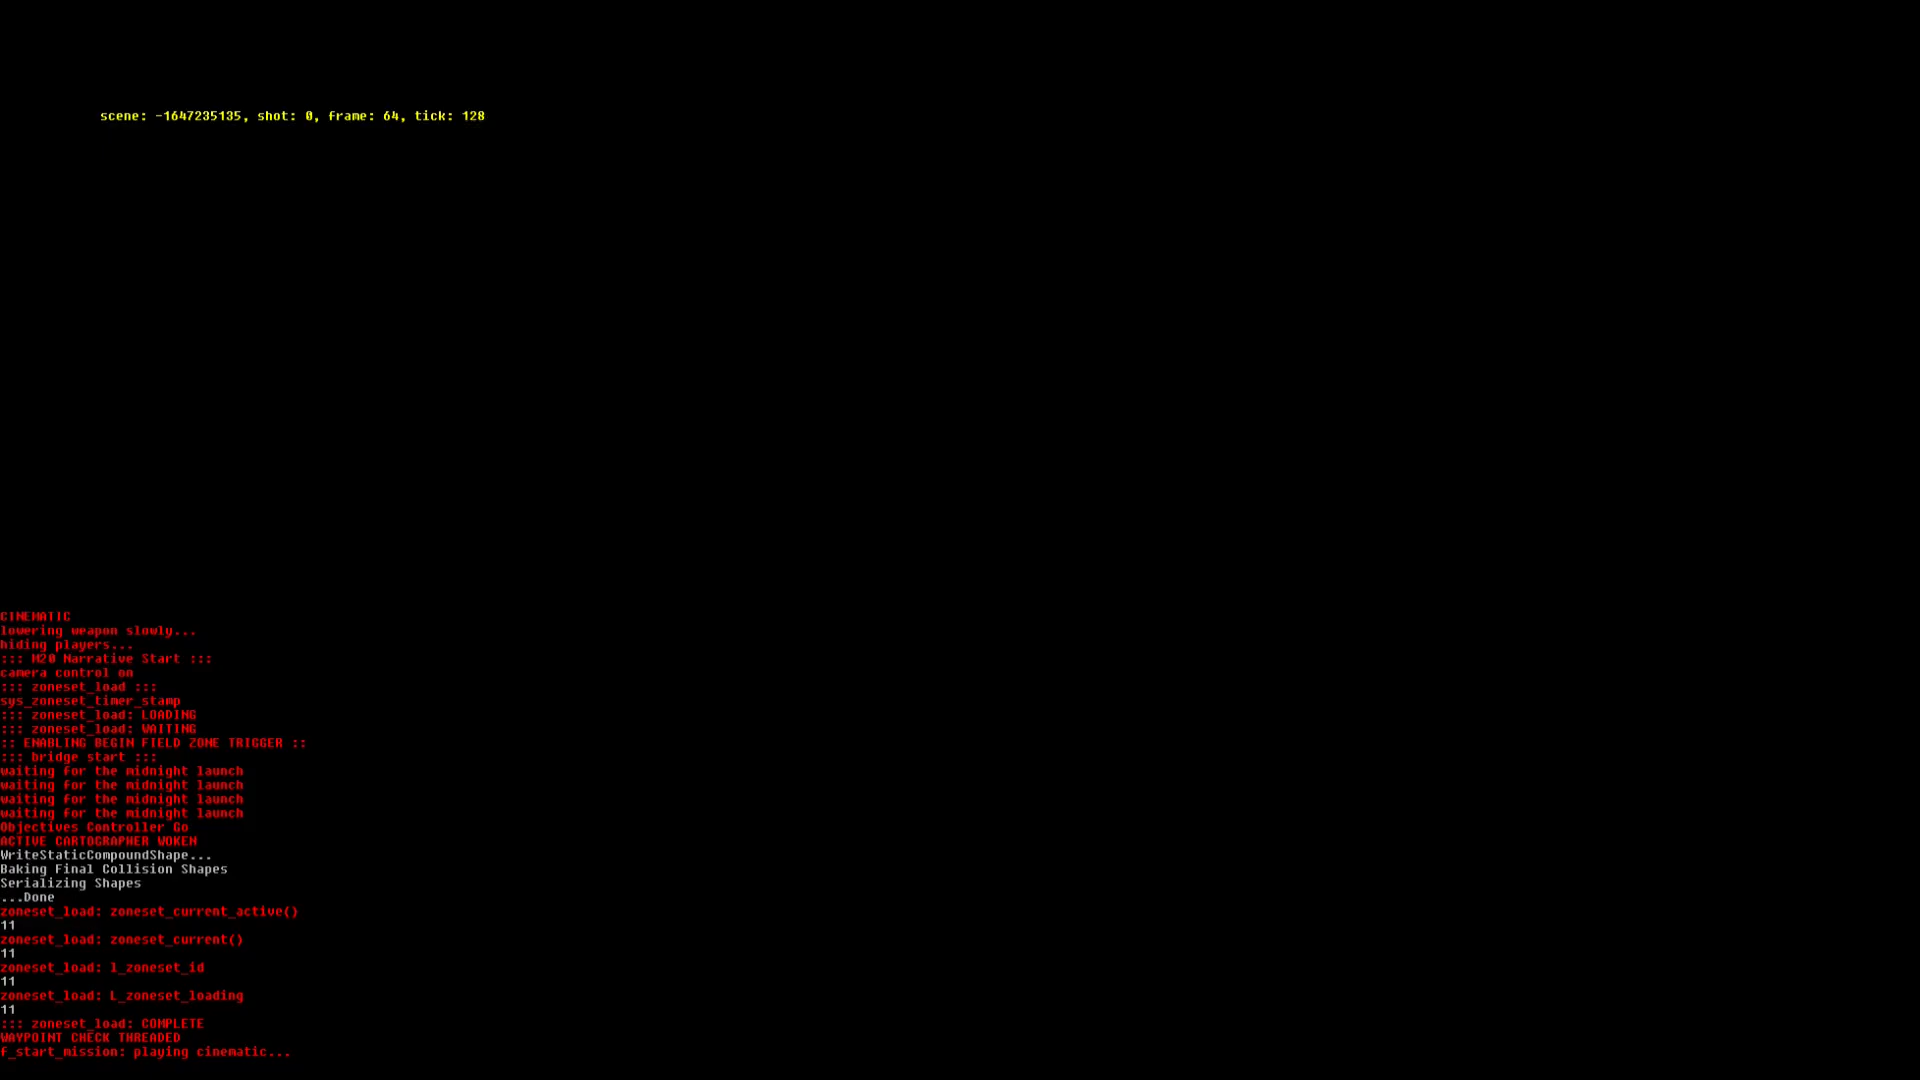 scene: -1647235135, shot: 0, frame: 64, tick: 128
CINEMATIC
lowering weapon slowly...
hiding players...
::: M20 Narrative Start :::
camera control on
::: zoneset_load :::
sys_zoneset_timer_stamp
::: zoneset_load: LOADING
::: zoneset_load: WAITING
:: ENABLING BEGIN FIELD ZONE TRIGGER ::
::: bridge start :::
waiting for the midnight launch
waiting for the midnight launch
waiting for the midnight launch
waiting for the midnight launch
Objectives Controller Go
ACTIVE CARTOGRAPHER WOKEN
WriteStaticCompoundShape...
Baking Final Collision Shapes
Serializing Shapes
...Done
zoneset_load: zoneset_current_active()
11
zoneset_load: zoneset_current()
11
zoneset_load: l_zoneset_id
11
zoneset_load: L_zoneset_loading
11
::: zoneset_load: COMPLETE
WAYPOINT CHECK THREADED
f_start_mission: playing cinematic...